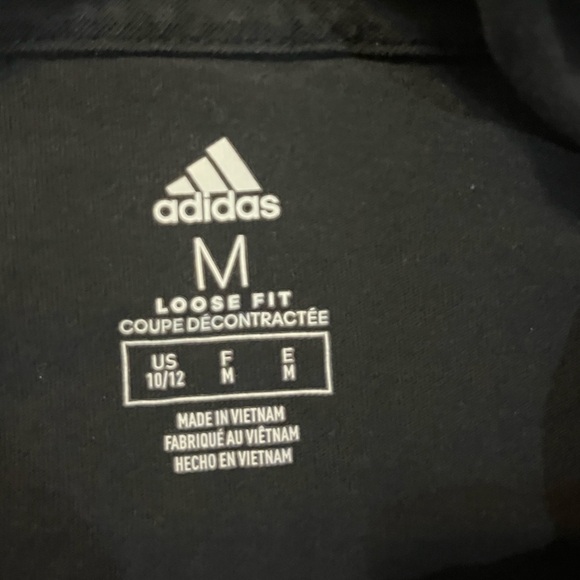 adidas
M
LOOSE FIT
COUPE DÉCONTRACTÉE
US F E
10/12 M M
MADE IN VIETNAM
FABRIQUÉ AU VIÊTNAM
HECHO EN VIETNAM